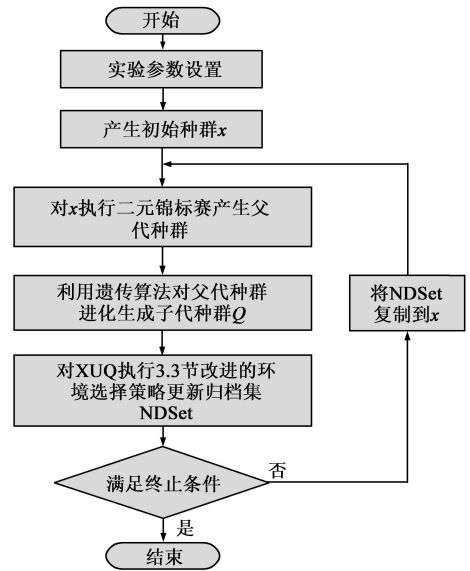 开始
实验参数设置
产生初始种群x
对x执行二元锦标赛产生父
代种群
利用遗传算法对父代种群
进化生成子代种群Q
将NDSet
复制到x
对XUQ执行3.3节改进的环
境选择策略更新归档集
NDSet
满足终止条件
否
是
结束